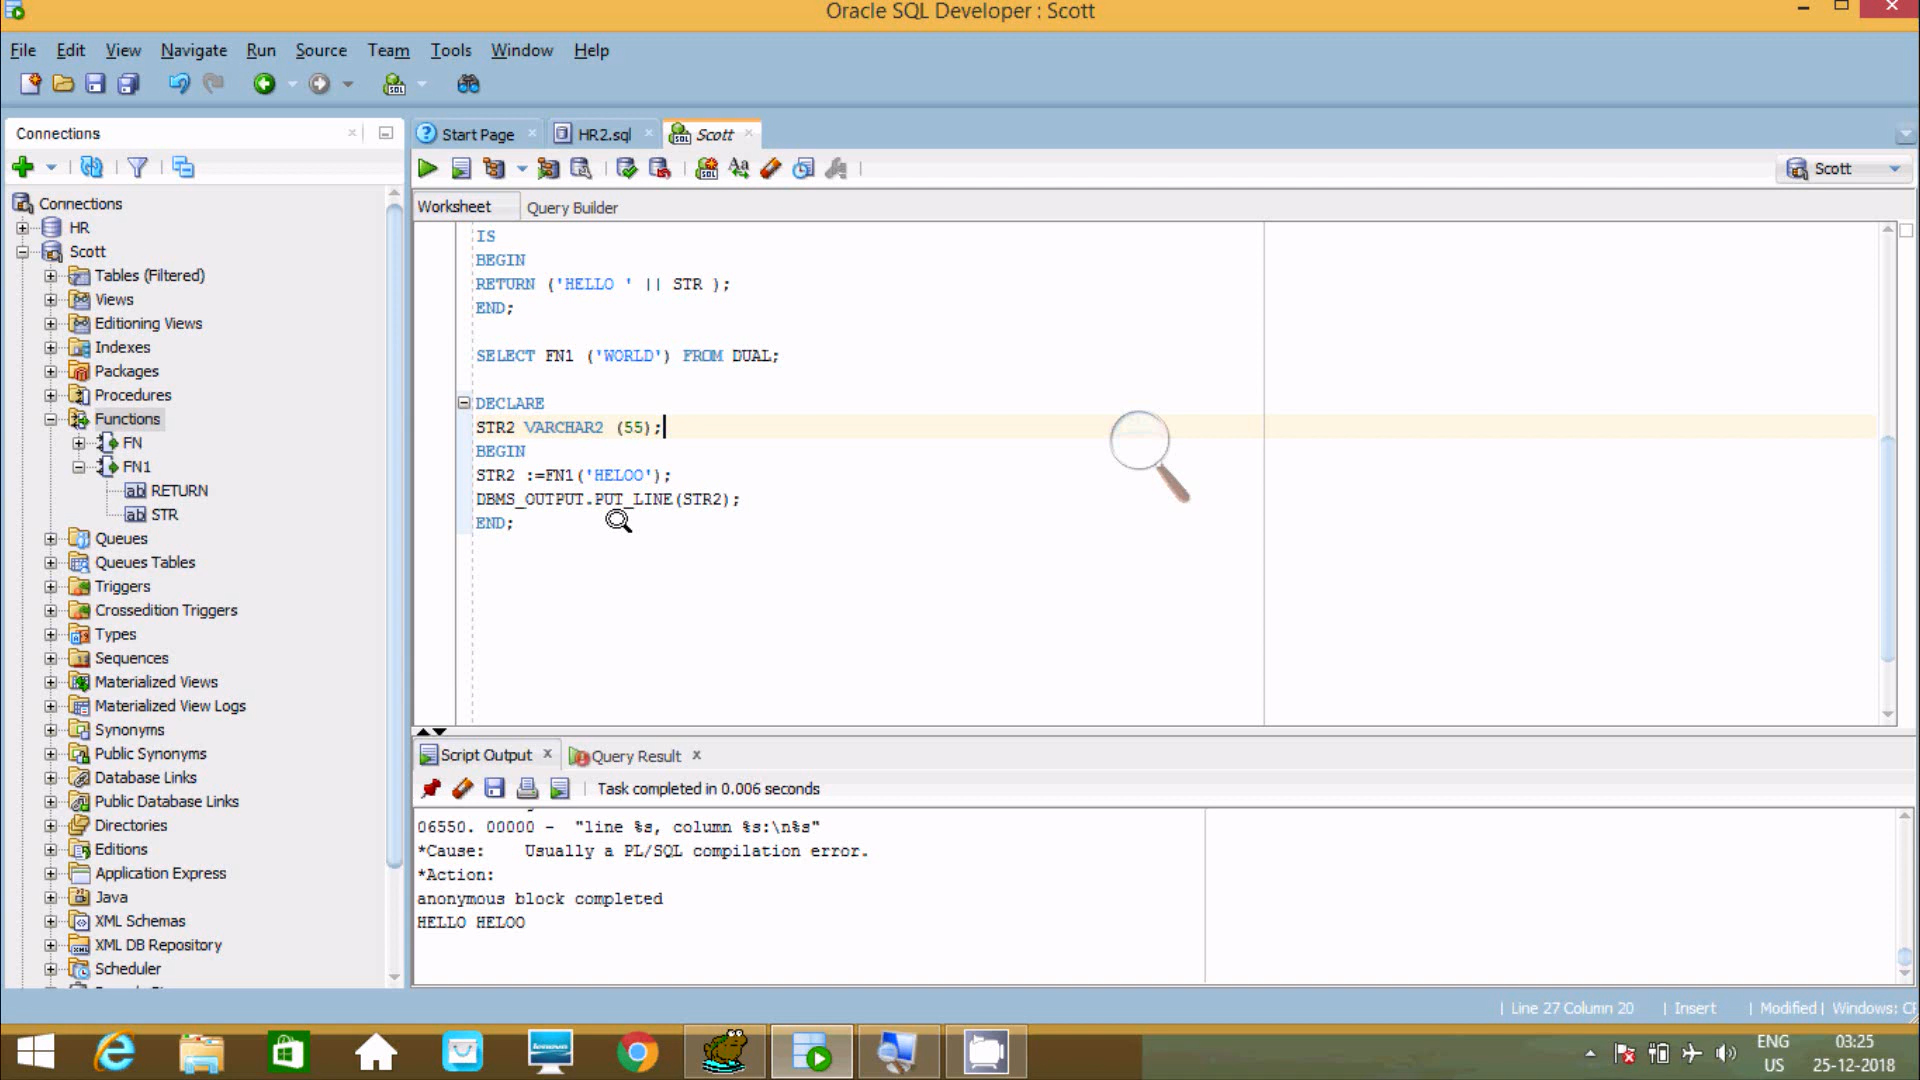 Oracle SQL Developer : Scott
File Edit View Navigate Run Source Team Tools Window Help
Connections
Start Page
HR2.sql
Scott
Scott
Worksheet
Query Builder
Connections
HR
Scott
Tables (Filtered)
Views
Editioning Views
Indexes
Packages
Procedures
Functions
FN
FN1
RETURN
STR
Queues
Queues Tables
Triggers
Crossedition Triggers
Types
Sequences
Materialized Views
Materialized View Logs
Synonyms
Public Synonyms
Database Links
Public Database Links
Directories
Editions
Application Express
Java
XML Schemas
XML DB Repository
Scheduler
IS
BEGIN
RETURN ('HELLO ' || STR );
END;
SELECT FN1 ('WORLD') FROM DUAL;
DECLARE
STR2 VARCHAR2 (55);
BEGIN
STR2 :=FN1('HELOO');
DBMS_OUTPUT.PUT_LINE(STR2);
END;
Script Output
Query Result
Task completed in 0.006 seconds
06550. 00000 -  "line %s, column %s:\n%s"
*Cause:    Usually a PL/SQL compilation error.
*Action:
anonymous block completed
HELLO HELOO
Line 27 Column 20
Insert
Modified
Windows:
ENG
US
03:25
25-12-2018